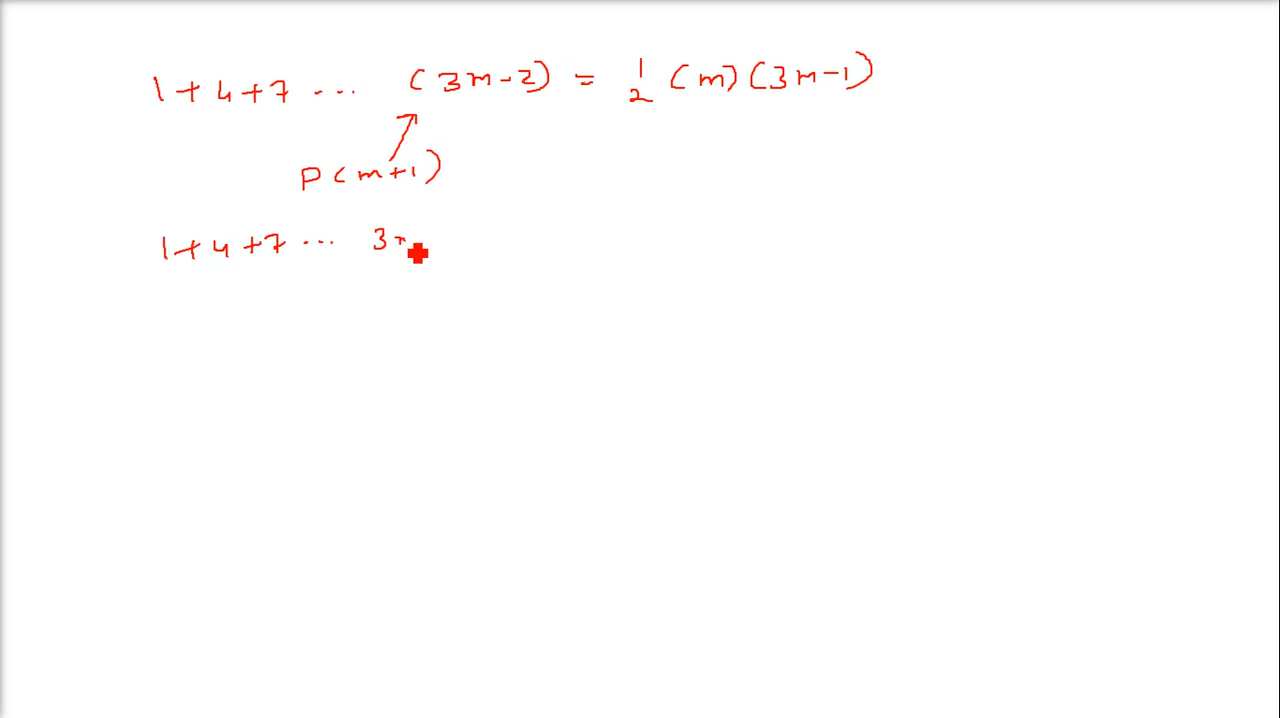 1 + 4 + 7 ... (3m - 2) = 1/2 (m) (3m - 1)
P(m+1)
1 + 4 + 7 ... 3